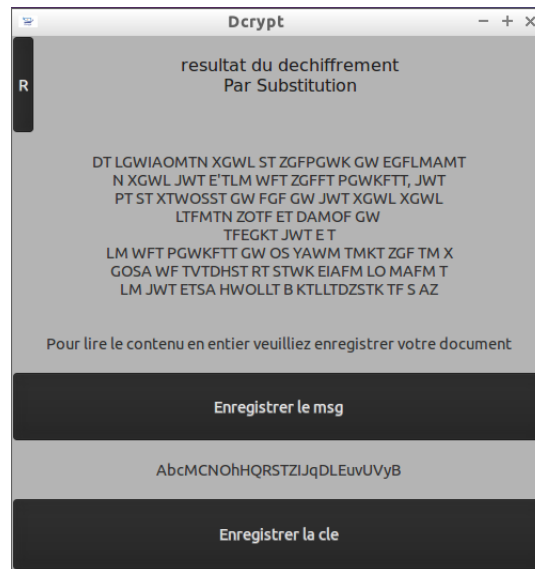 Dcrypt
R
resultat du dechiffrement
Par Substitution
DT LGWIAOMTN XGWL ST ZGFPGWK GW EGFLMAMT
N XGWL JWT E'TLM WFT ZGFFT PGWKFTT, JWT
PT ST XTWOSST GW FGF GW JWT XGWL XGWL
LTFMTN ZOTF ET DAMOF GW
TFEGKT JWT E T
LM WFT PGWKFTT GW OS YAWM TMKT ZGF TM X
GOSA WF TVTDHST RT STWK EIAFM LO MAFM T
LM JWT ETSA HWOLLT B KTLLTDZSTK TF S AZ
Pour lire le contenu en entier veuilliez enregistrer votre document
Enregistrer le msg
AbcMCNOhHQRSTZIJqDLEuvUVyB
Enregistrer la cle